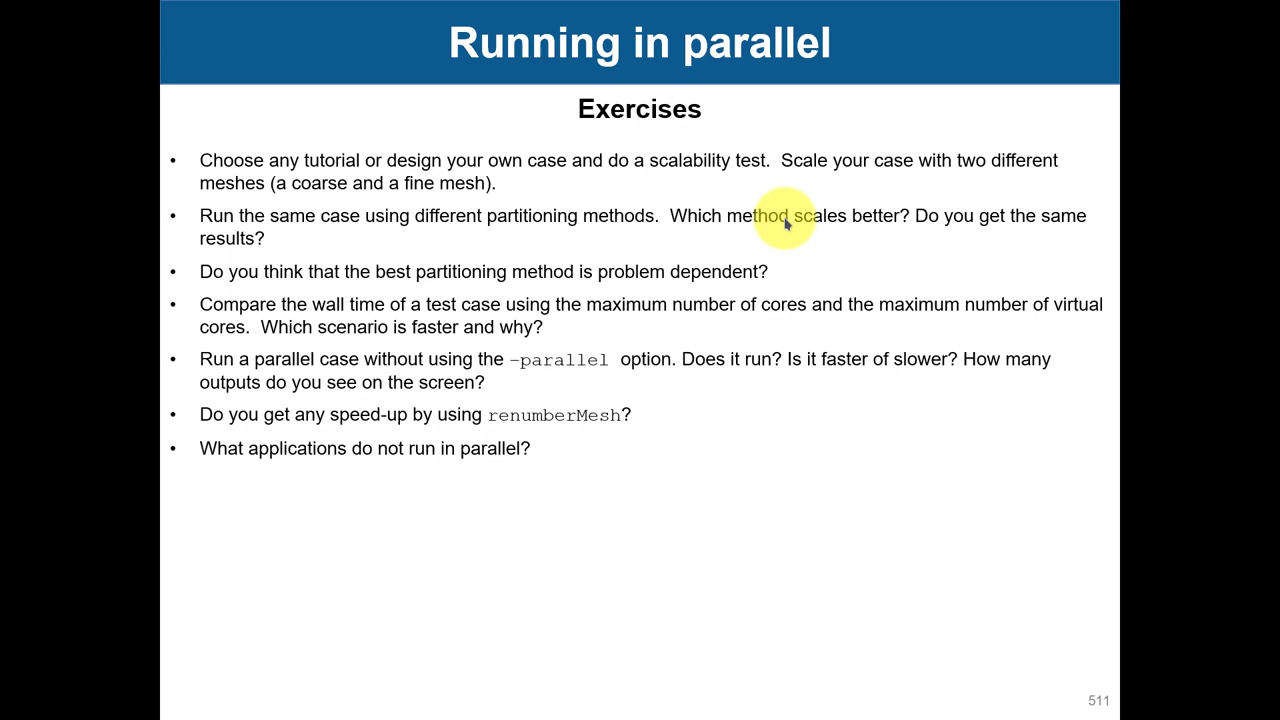 Running in parallel
Exercises
• Choose any tutorial or design your own case and do a scalability test.  Scale your case with two different
meshes (a coarse and a fine mesh).
• Run the same case using different partitioning methods.  Which method scales better? Do you get the same
results?
• Do you think that the best partitioning method is problem dependent?
• Compare the wall time of a test case using the maximum number of cores and the maximum number of virtual
cores.  Which scenario is faster and why?
• Run a parallel case without using the –parallel option. Does it run? Is it faster of slower? How many
outputs do you see on the screen?
• Do you get any speed-up by using renumberMesh?
• What applications do not run in parallel?
511